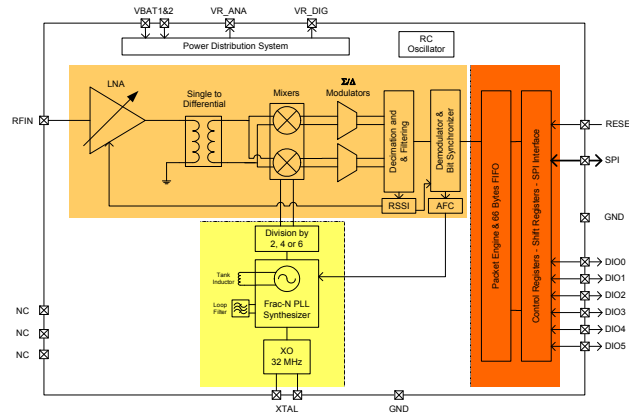 VBAT1&2
VR_ANA
VR_DIG
Power Distribution System
RC
Oscillator
LNA
Single to
Differential
Mixers
Σ/Δ
Modulators
Decimation and
& Filtering
Demodulator &
Bit Synchronizer
RSSI
AFC
RFIN
Packet Engine & 66 Bytes FIFO
Control Registers - Shift Registers - SPI Interface
RESE
SPI
GND
DIO0
DIO1
DIO2
DIO3
DIO4
DIO5
Division by
2, 4 or 6
Tank
Inductor
Frac-N PLL
Synthesizer
Loop
Filter
XO
32 MHz
NC
NC
NC
XTAL
GND